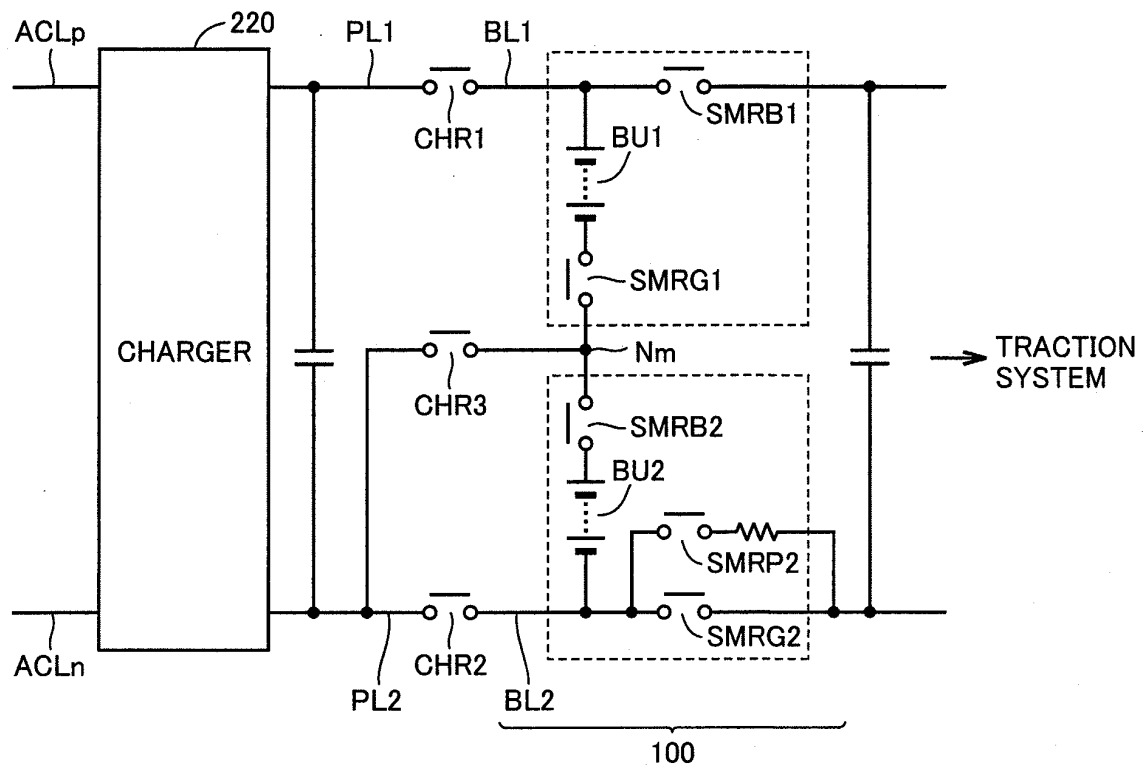 ACLp
220
PL1
BL1
CHR1
SMRB1
BU1
SMRG1
CHARGER
Nm
CHR3
TRACTION
SYSTEM
SMRB2
BU2
SMRP2
SMRG2
ACLn
CHR2
PL2
BL2
100